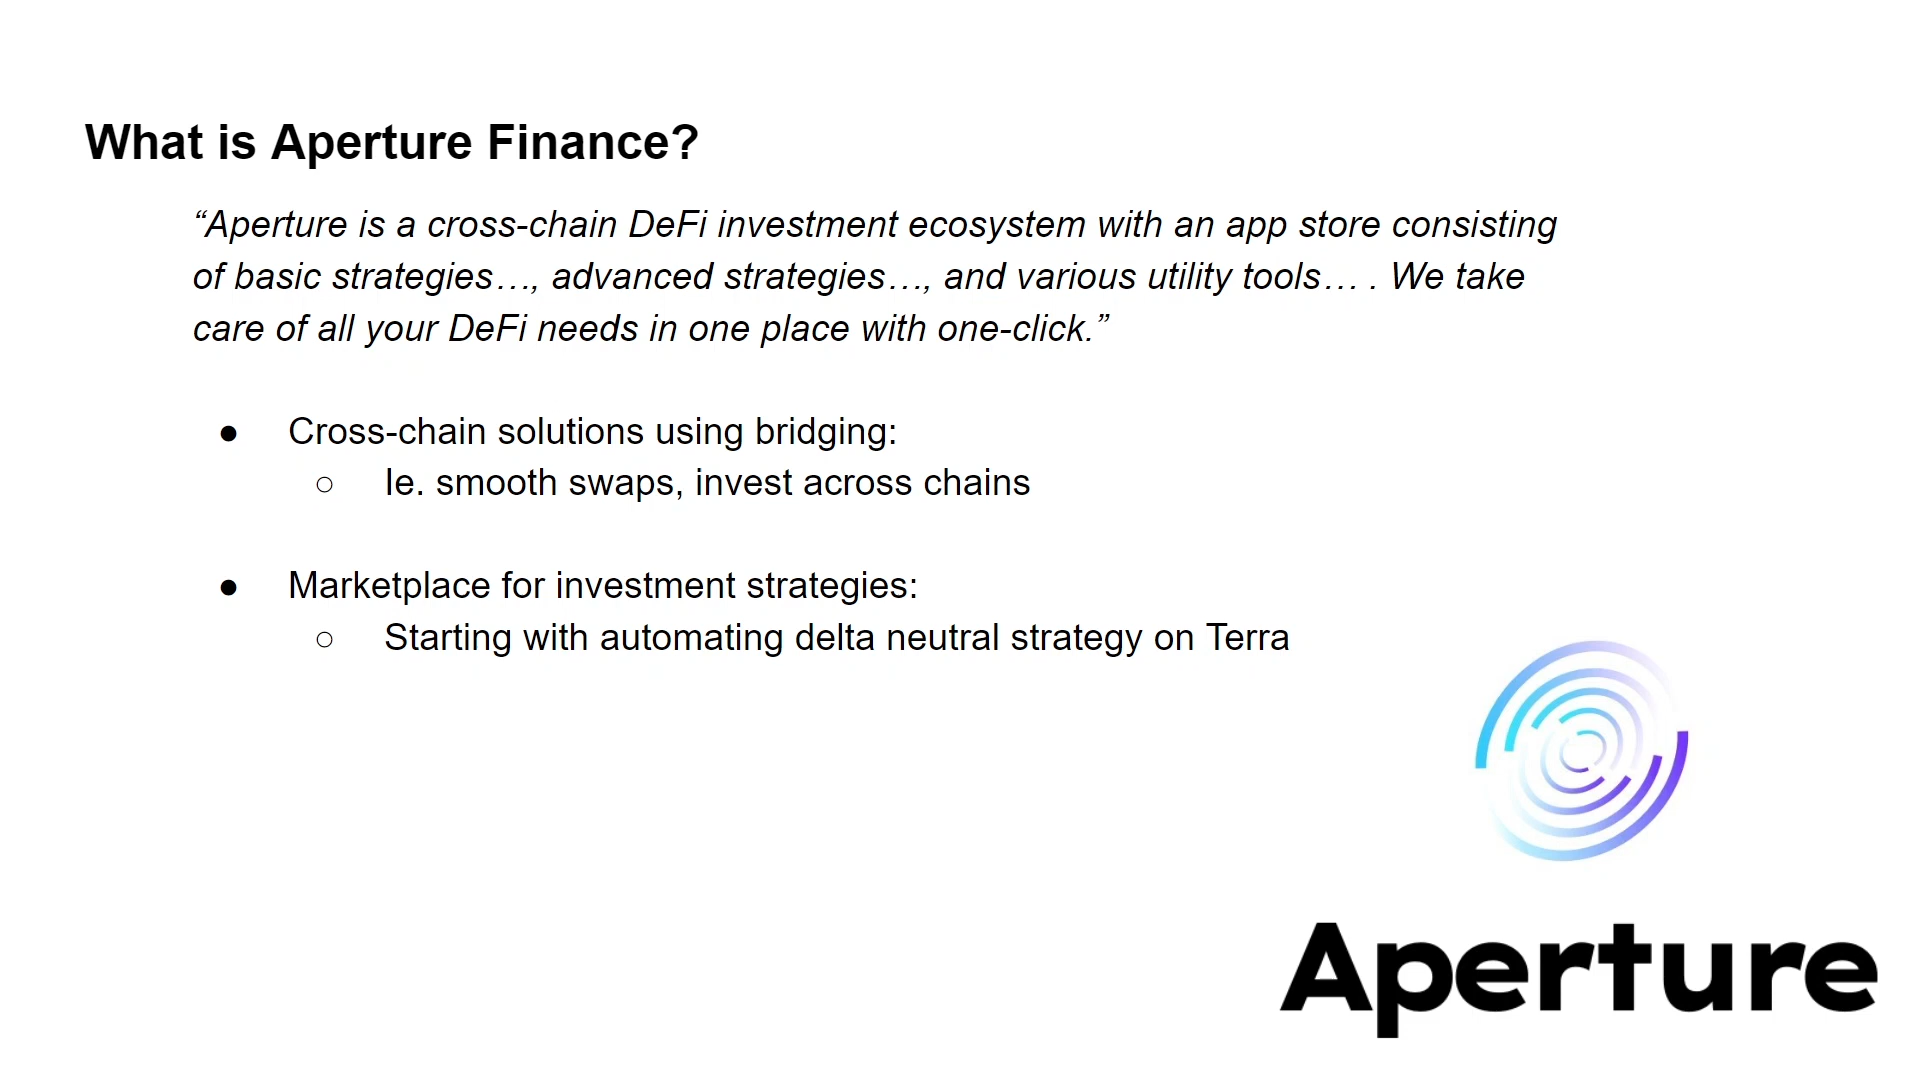 What is Aperture Finance?
“Aperture is a cross-chain DeFi investment ecosystem with an app store consisting
of basic strategies…, advanced strategies…, and various utility tools… . We take
care of all your DeFi needs in one place with one-click.”
● Cross-chain solutions using bridging:
○ Ie. smooth swaps, invest across chains
● Marketplace for investment strategies:
○ Starting with automating delta neutral strategy on Terra
Aperture